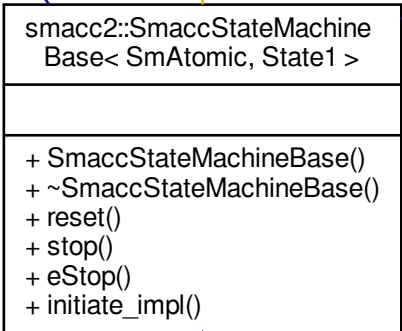 smacc2::SmaccStateMachine
Base< SmAtomic, State1 >
+ SmaccStateMachineBase()
+ ~SmaccStateMachineBase()
+ reset()
+ stop()
+ eStop()
+ initiate_impl()